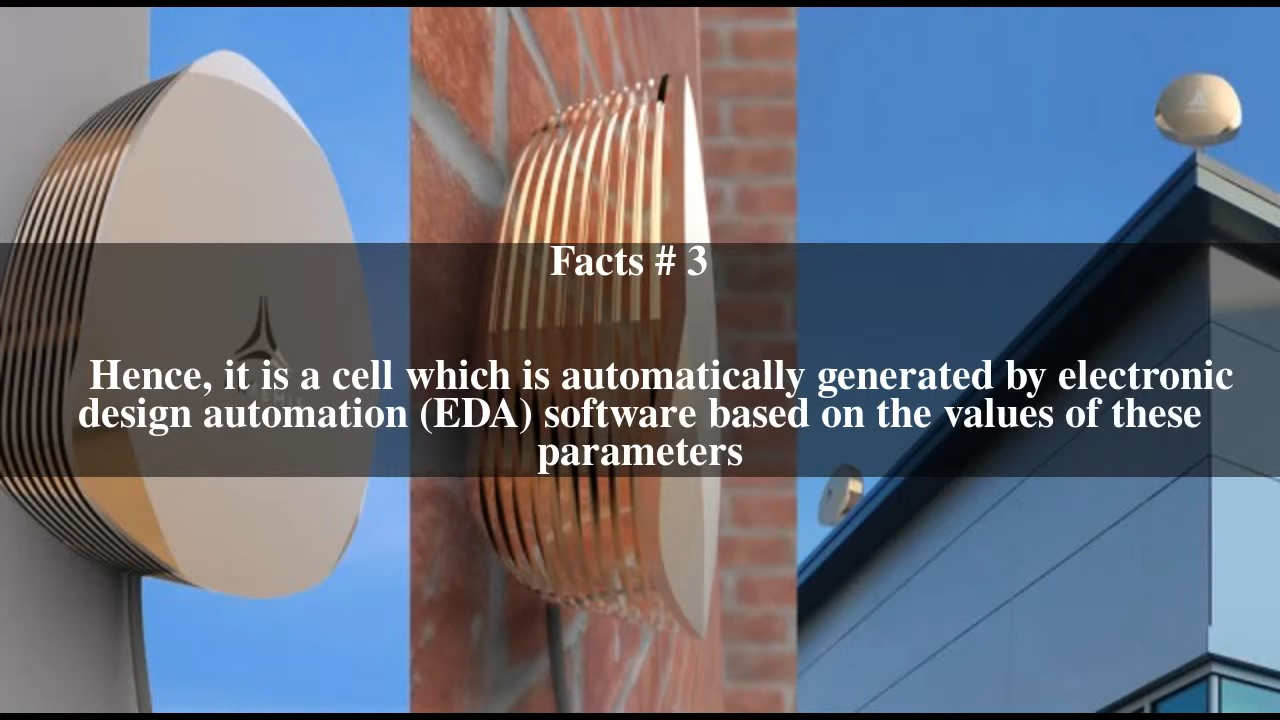 Facts # 3
Hence, it is a cell which is automatically generated by electronic
design automation (EDA) software based on the values of these
parameters